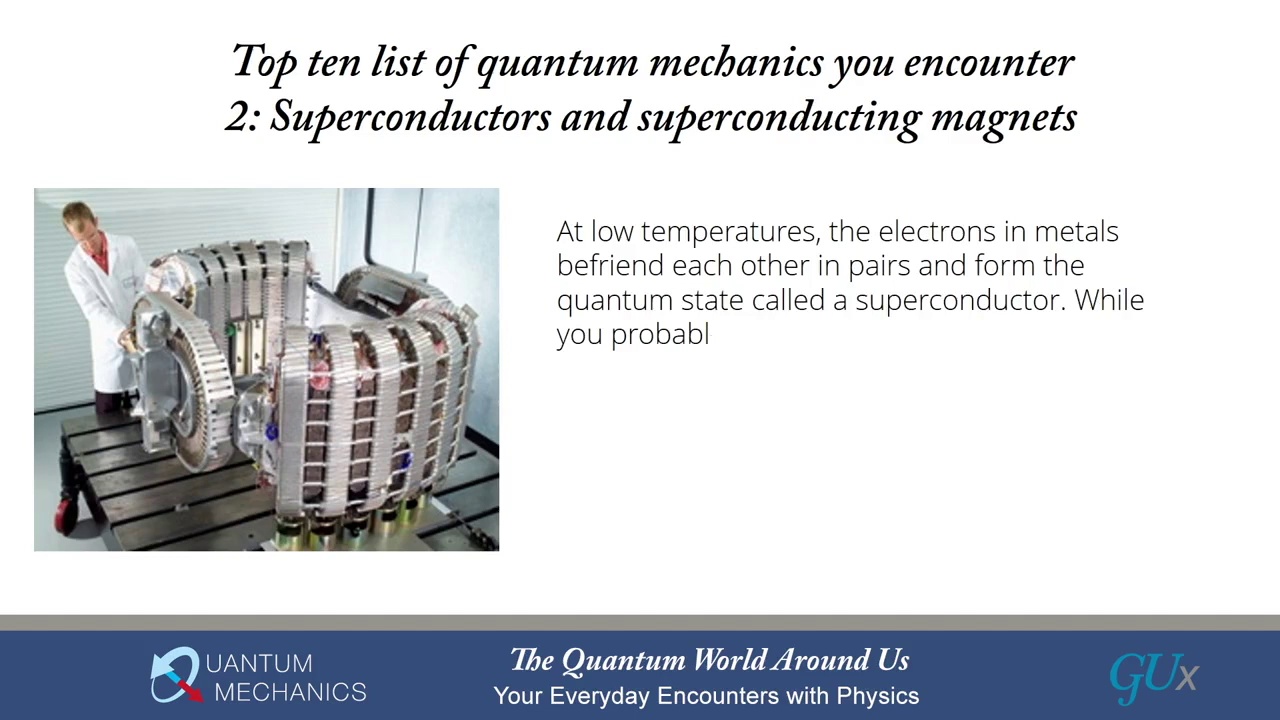 Top ten list of quantum mechanics you encounter
2: Superconductors and superconducting magnets
At low temperatures, the electrons in metals
befriend each other in pairs and form the
quantum state called a superconductor. While
you probabl
QUANTUM
MECHANICS
The Quantum World Around Us
Your Everyday Encounters with Physics
GUx